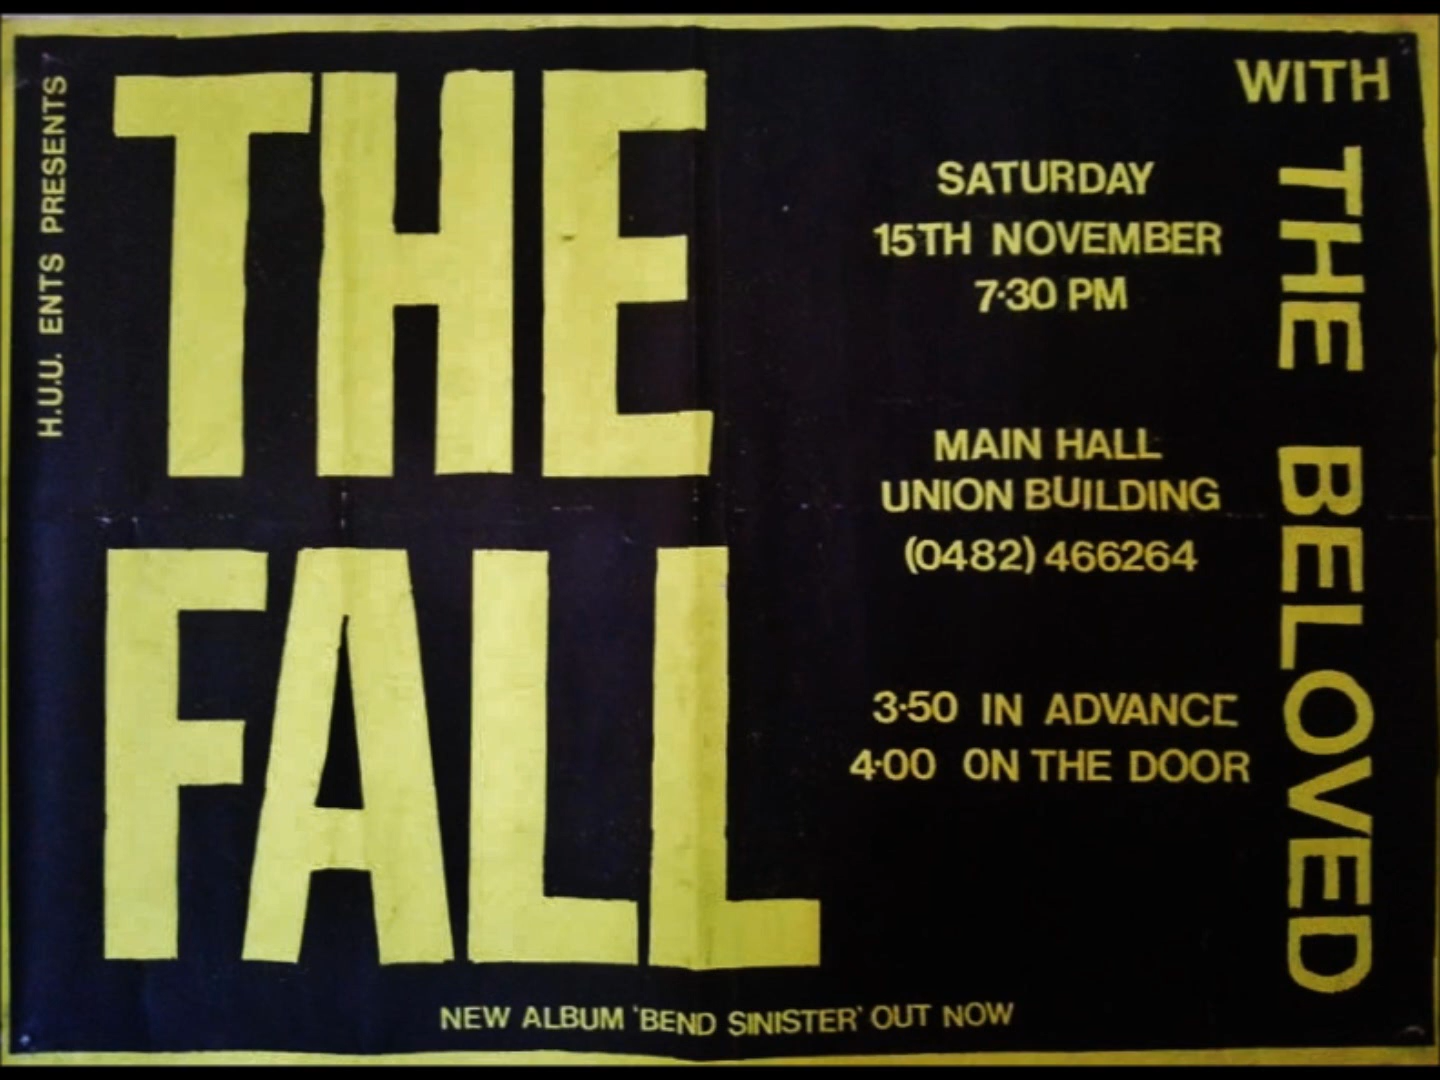 H.U.U. ENTS PRESENTS
THE
FALL
WITH
THE BELOVED
SATURDAY
15TH NOVEMBER
7·30 PM
MAIN HALL
UNION BUILDING
(0482) 466264
3·50 IN ADVANCE
4·00 ON THE DOOR
NEW ALBUM 'BEND SINISTER' OUT NOW